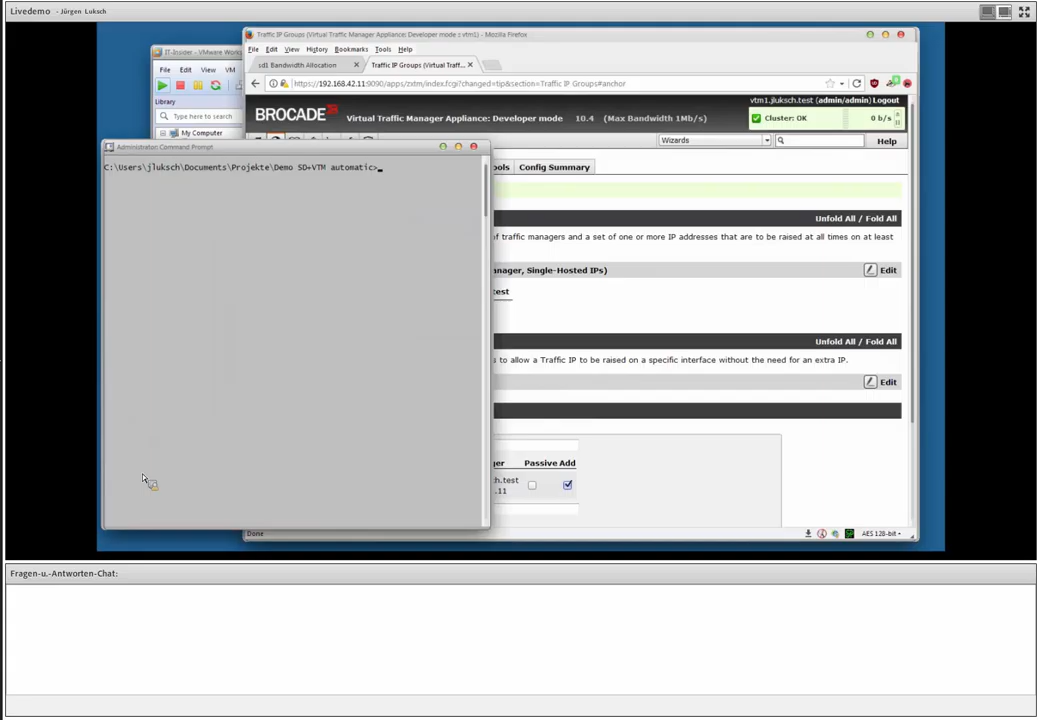 Livedemo - Jürgen Luksch
IT-Insider - VMware Works
File Edit View VM
Library
Type here to search
My Computer
Traffic IP Groups (Virtual Traffic Manager Appliance: Developer mode :: vtm1) - Mozilla Firefox
File Edit View History Bookmarks Tools Help
sd1 Bandwidth Allocation
Traffic IP Groups (Virtual Traff...
https://192.168.42.11:9090/apps/zxtm/index.fcgi?changed=tip&section=Traffic IP Groups#anchor
vtm1.jluksch.test (admin/admin) Logout
BROCADE
Virtual Traffic Manager Appliance: Developer mode 10.4 (Max Bandwidth 1Mb/s)
Cluster: OK 0 b/s
Wizards
Help
ools Config Summary
Administrator: Command Prompt
C:\Users\jluksch\Documents\Projekte\Demo SD+VTM automatic>
Unfold All / Fold All
of traffic managers and a set of one or more IP addresses that are to be raised at all times on at least
anager, Single-Hosted IPs)
Edit
test
Unfold All / Fold All
s to allow a Traffic IP to be raised on a specific interface without the need for an extra IP.
Edit
ger Passive Add
ch.test
.11
Done
AES 128-bit
Fragen-u.-Antworten-Chat: